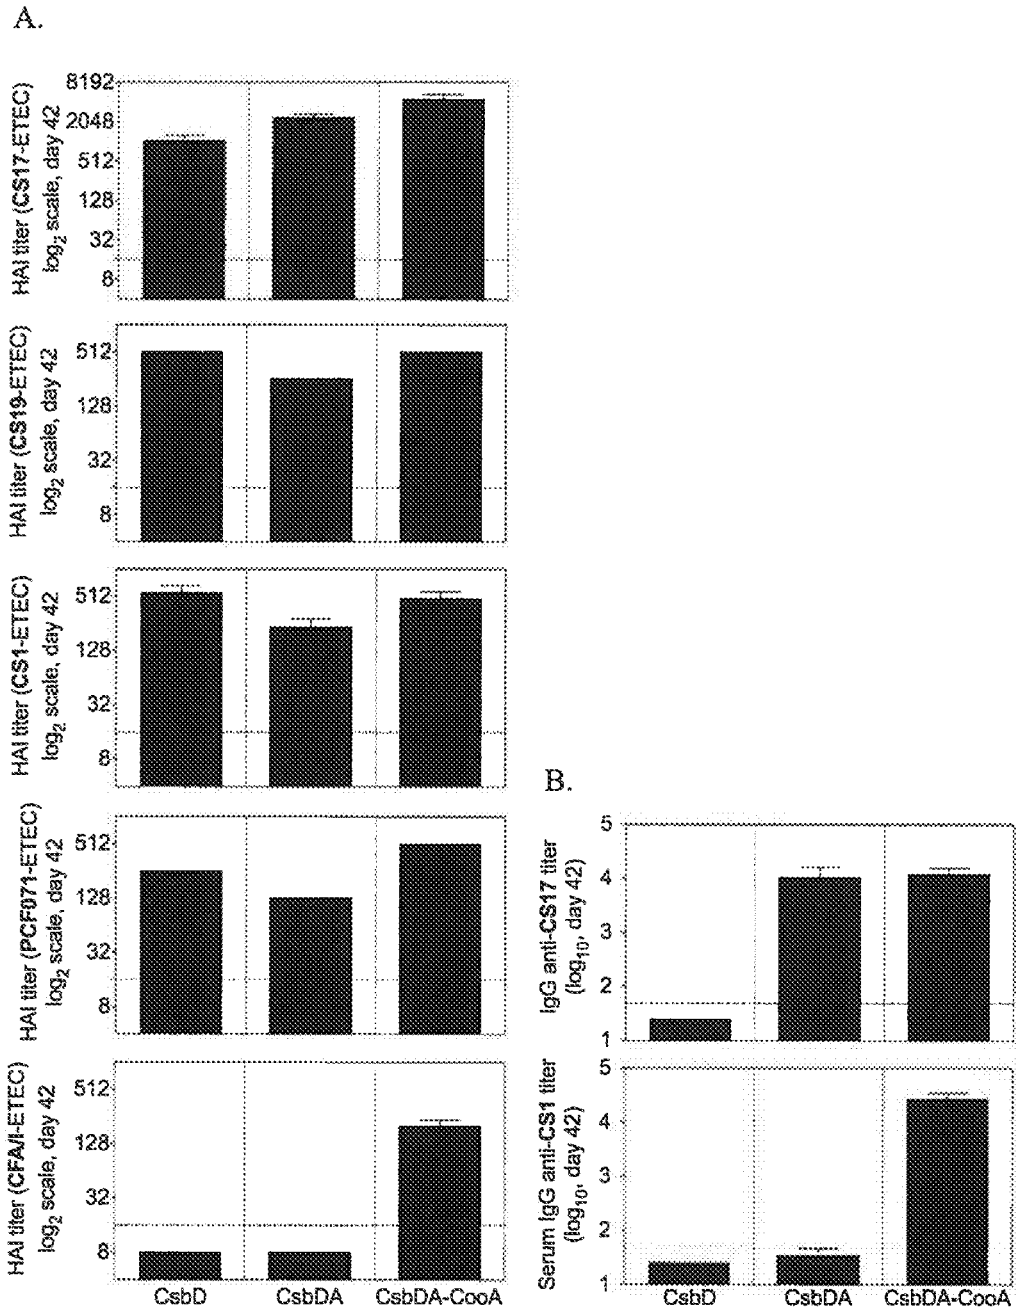 A.
HAI titer (CS17-ETEC)
log2 scale, day 42
8192
2048
512
128
32
8
HAI titer (CS19-ETEC)
log2 scale, day 42
512
128
32
8
HAI titer (CS1-ETEC)
log2 scale, day 42
512
128
32
8
HAI titer (PCF071-ETEC)
log2 scale, day 42
512
128
32
8
HAI titer (CFA/I-ETEC)
log2 scale, day 42
512
128
32
8
CsbD CsbDA CsbDA-CooA
B.
IgG anti-CS17 titer
(log10, day 42)
5
4
3
2
1
Serum IgG anti-CS1 titer
(log10, day 42)
5
4
3
2
1
CsbD CsbDA CsbDA-CooA